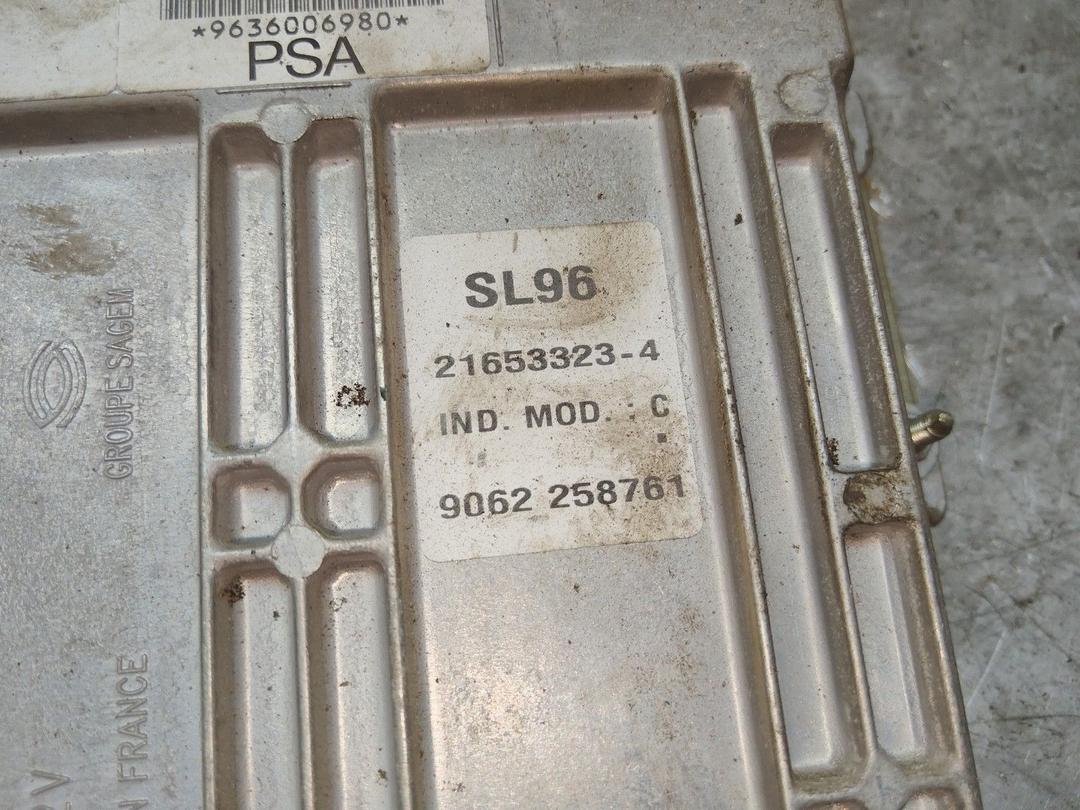 *9636006980*
PSA
SL96
21653323-4
IND. MOD. : C
9062 258761
GROUPE SAGEM
FRANCE